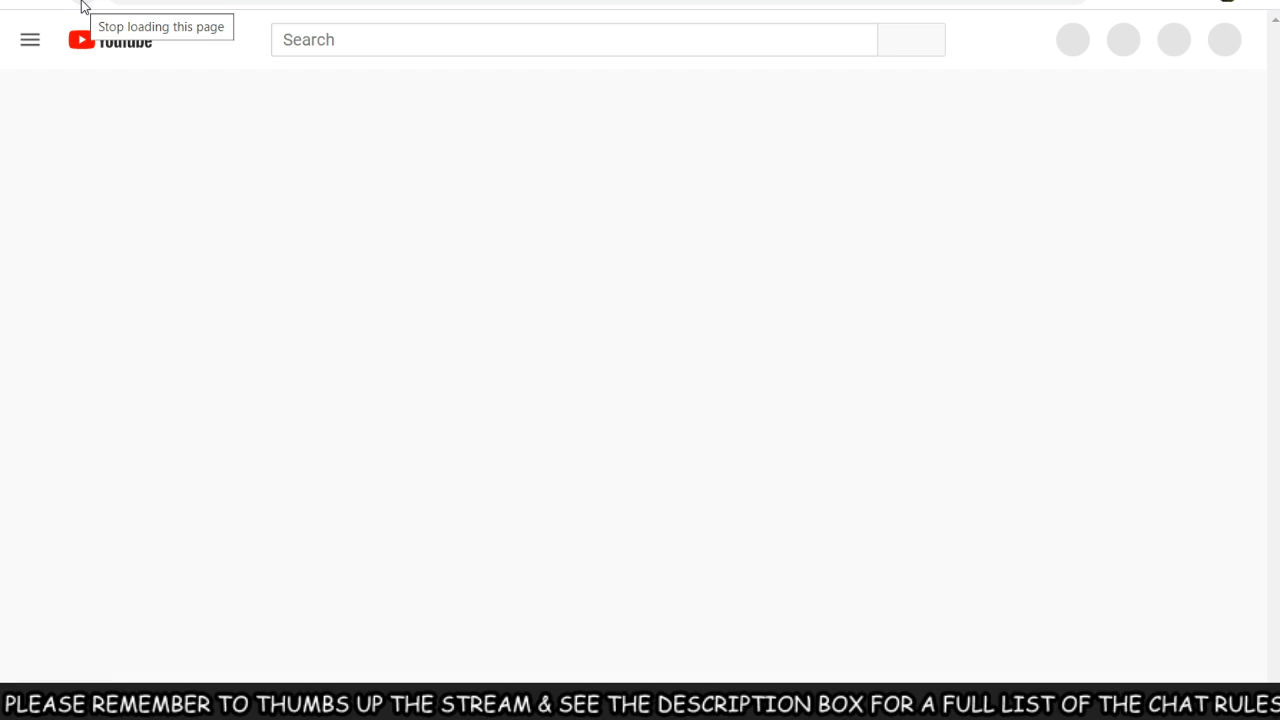 Stop loading this page
YouTube
Search
PLEASE REMEMBER TO THUMBS UP THE STREAM & SEE THE DESCRIPTION BOX FOR A FULL LIST OF THE CHAT RULES